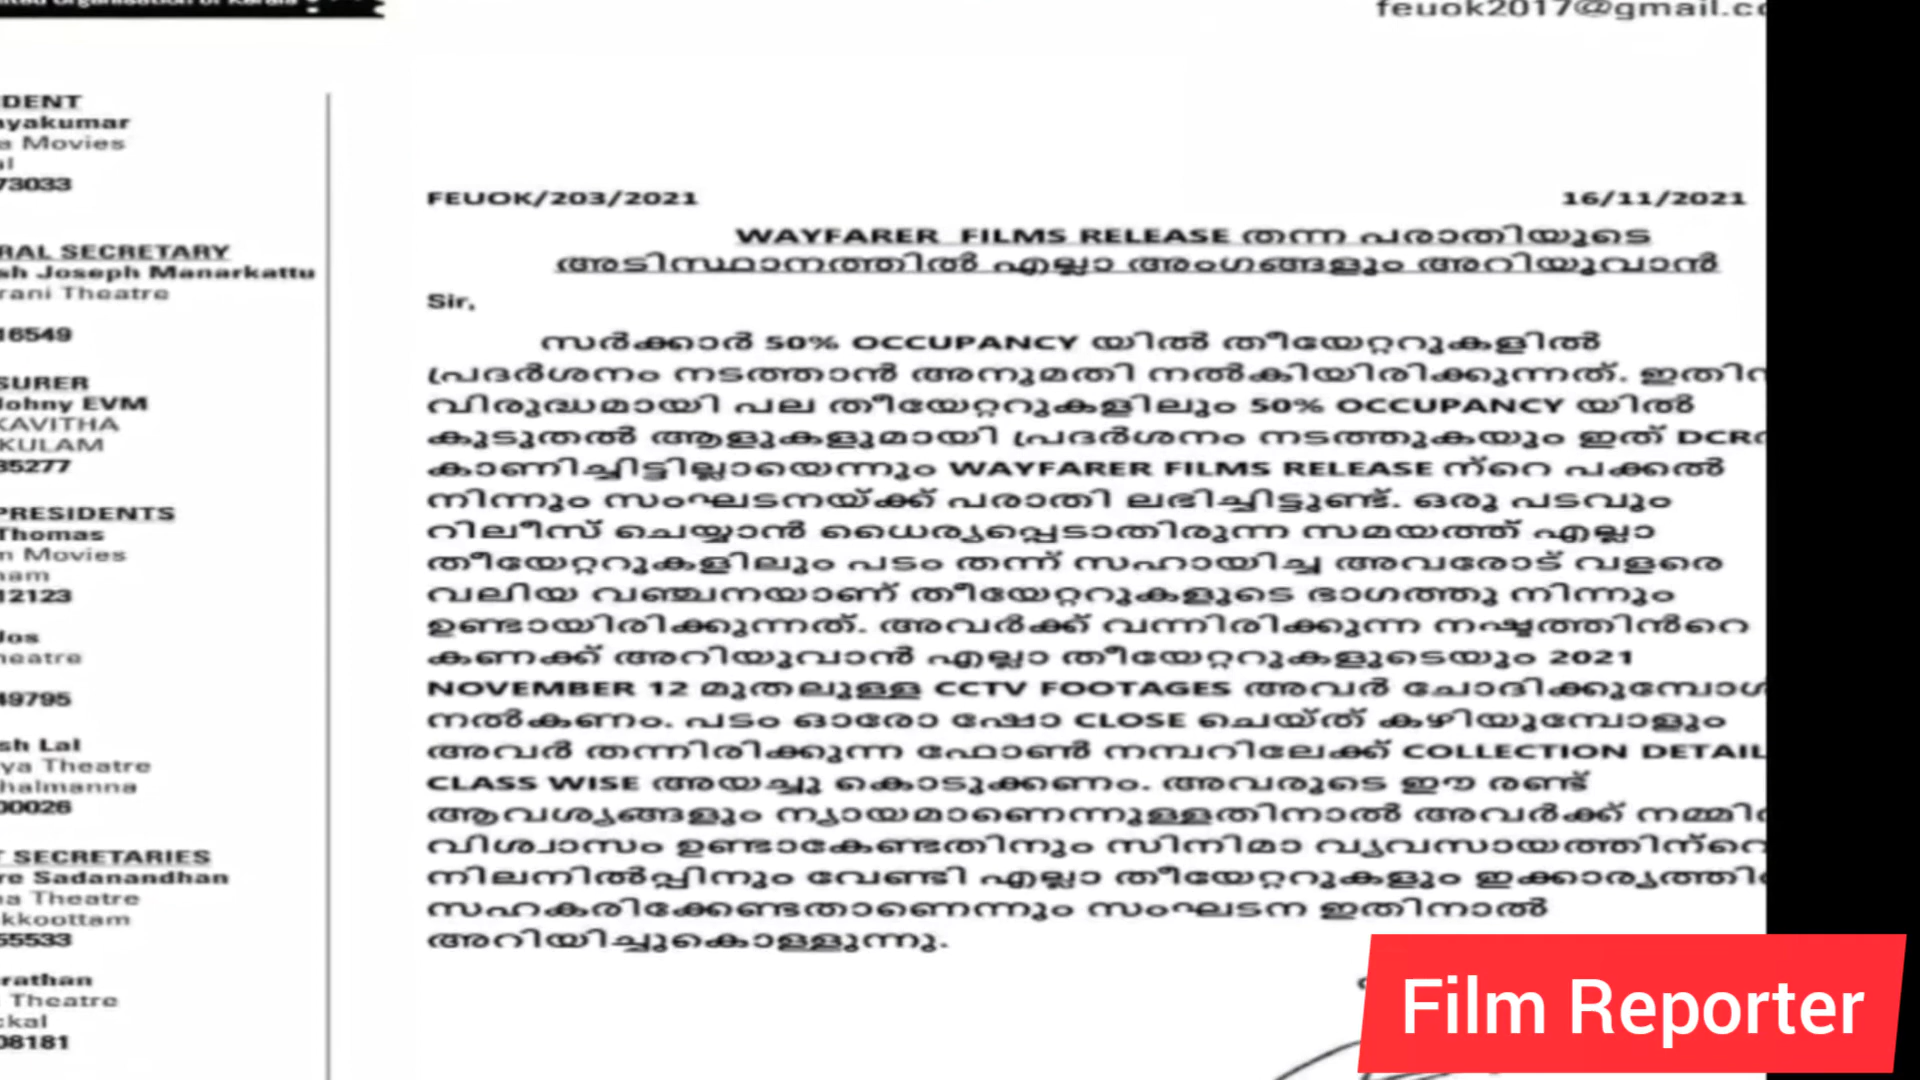 feuok2017@gmail.c
DENT
ayakumar
a Movies
al
73033
FEUOK/203/2021
16/11/2021
WAYFARER FILMS RELEASE തന്ന പരാതിയുടെ
RAL SECRETARY
അടിസ്ഥാനത്തിൽ എല്ലാ അംഗങ്ങളും അറിയുവാൻ
sh Joseph Manarkattu
rani Theatre
Sir,
16549
സർക്കാർ 50% OCCUPANCY യിൽ തീയേറ്ററുകളിൽ
പ്രദർശനം നടത്താൻ അനുമതി നൽകിയിരിക്കുന്നത്.
SURER
Johny EVM
വിരുദ്ധമായി പല തീയേറ്ററുകളിലും 50% OCCUPANCY യിൽ
KAVITHA
കൂടുതൽ ആളുകളുമായി പ്രദർശനം നടത്തുകയും ഇത് DCR
KULAM
35277
കാണിച്ചിട്ടില്ലായെന്നും WAYFARER FILMS RELEASE ന്റെ പക്കൽ
നിന്നും സംഘടനയ്ക്ക് പരാതി ലഭിച്ചിട്ടുണ്ട്. ഒരു പടവും
PRESIDENTS
Thomas
റിലീസ് ചെയ്യാൻ ധൈര്യപ്പെടാതിരുന്ന സമയത്ത് എല്ലാ
n Movies
തീയേറ്ററുകളിലും പടം തന്ന് സഹായിച്ച അവരോട് വളരെ
nam
12123
വലിയ വഞ്ചനയാണ് തീയേറ്ററുകളുടെ ഭാഗത്തു നിന്നും
ഉണ്ടായിരിക്കുന്നത്. അവർക്ക് വന്നിരിക്കുന്ന നഷ്ടത്തിൻറെ
Jos
heatre
കണക്ക് അറിയുവാൻ എല്ലാ തീയേറ്ററുകളുടെയും 2021
49795
NOVEMBER 12 മുതലുള്ള CCTV FOOTAGES അവർ
നൽകണം. പടം ഓരോ ഷോ CLOSE ചെയ്ത് കഴിയുമ്പോളും
sh Lal
അവർ തന്നിരിക്കുന്ന ഫോൺ നമ്പറിലേക്ക് COLLECTION DETAIL
ya Theatre
halmanna
CLASS WISE അയച്ചു കൊടുക്കണം. അവരുടെ ഈ രണ്ട്
00026
ആവശ്യങ്ങളും ന്യായമാണെന്നുള്ളതിനാൽ അവർക്ക്
വിശ്വാസം ഉണ്ടാകേണ്ടതിനും സിനിമാ വ്യവസായത്തിന്റെ
T SECRETARIES
re Sadanandhan
നിലനിൽപ്പിനും വേണ്ടി എല്ലാ തീയേറ്ററുകളും
na Theatre
സഹകരിക്കേണ്ടതാണെന്നും സംഘടന ഇതിനാൽ
kkoottam
55533
അറിയിച്ചുകൊള്ളുന്നു.
rathan
Theatre
ckal
08181
Film Reporter